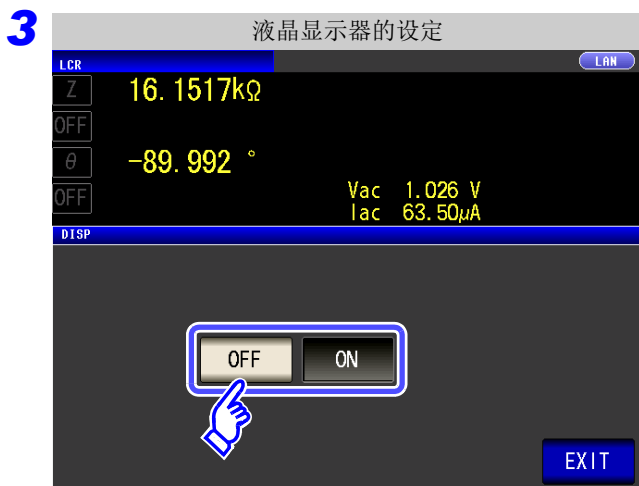 3
液晶显示器的设定
LCR LAN
Z 16.1517kΩ
OFF
θ -89.992 °
OFF Vac 1.026 V
Iac 63.50μA
DISP
OFF ON
EXIT